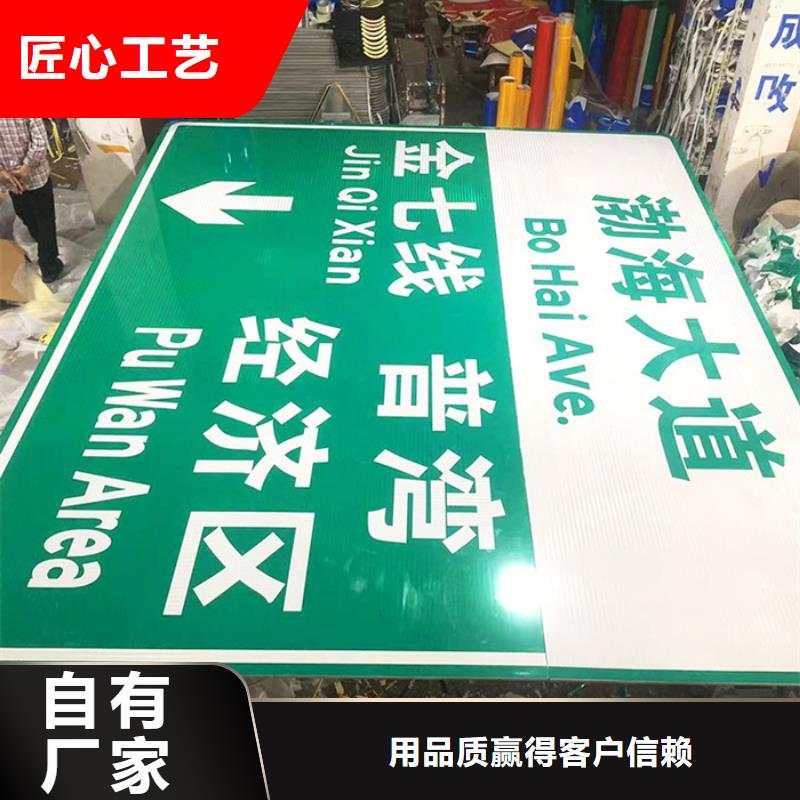 匠心工艺
成
改
渤海大道
Bo Hai Ave.
金七线 普湾
Jin Qi Xian
经济区
Pu Wan Area
自有
厂家
用品质赢得客户信赖